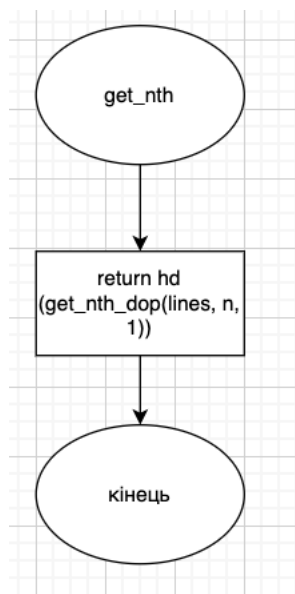 get_nth
return hd
(get_nth_dop(lines, n,
1))
кінець